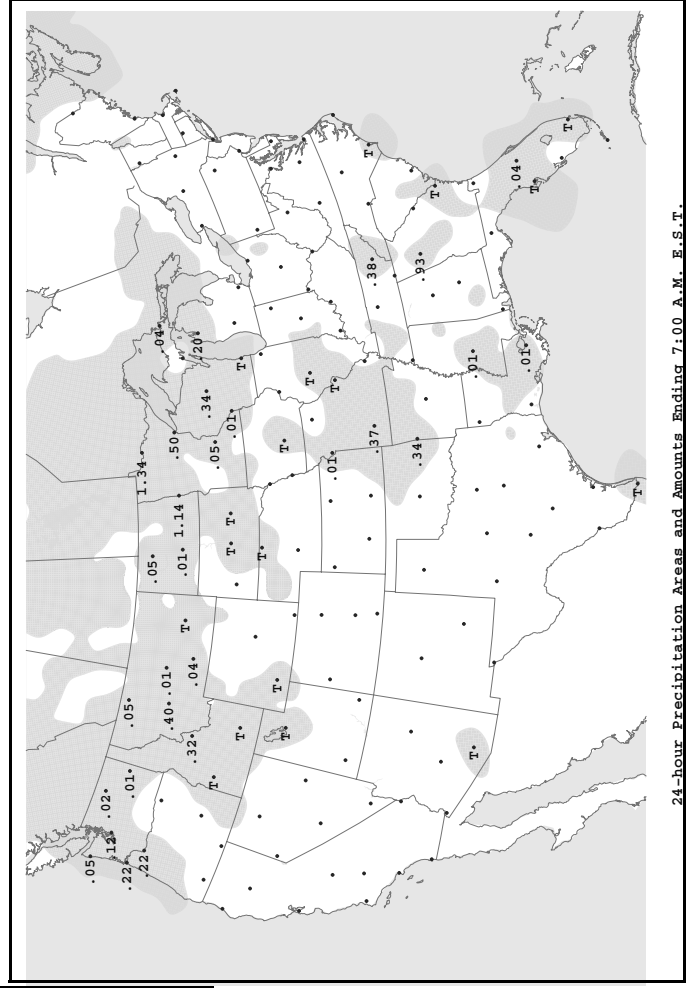 .05
.02
.12
.22
.05
.01
1.34
.22
.05
.04
.01
.40
.50
1.14
.01
T
.32
.04
.20
.34
T
.05
T
T
.01
T
T
T
T
T
T
T
.01
T
T
.38
.37
.34
.93
T
.01
T
.04
.01
T
T
T
24-hour Precipitation Areas and Amounts Ending 7:00 A.M. E.S.T.